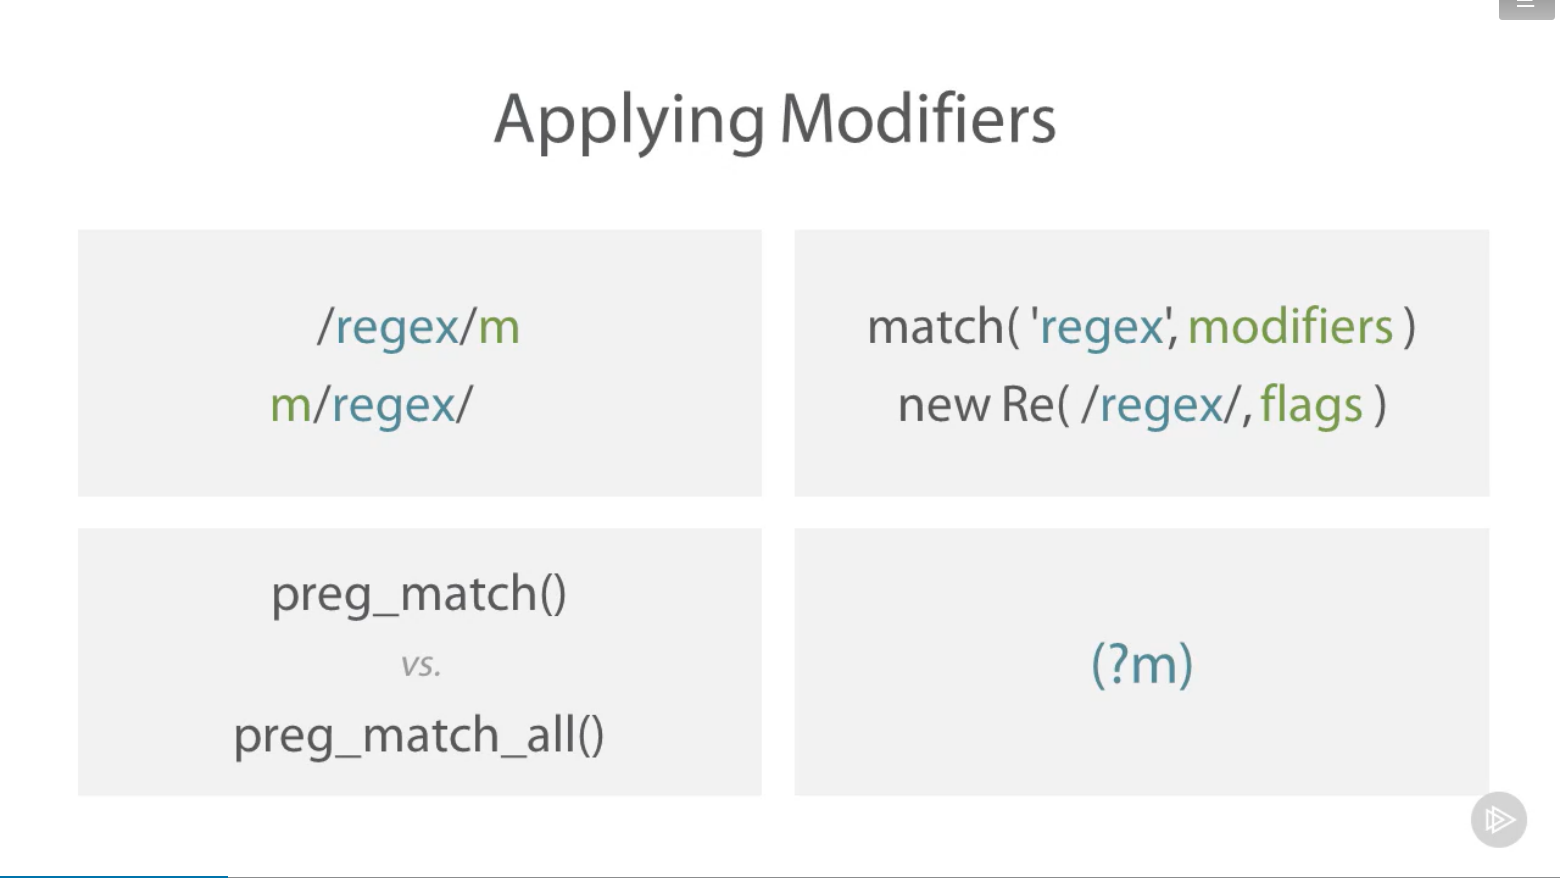 Applying Modifiers
/regex/m
m/regex/
match( 'regex', modifiers )
new Re( /regex/, flags )
preg_match()
vs.
preg_match_all()
(?m)